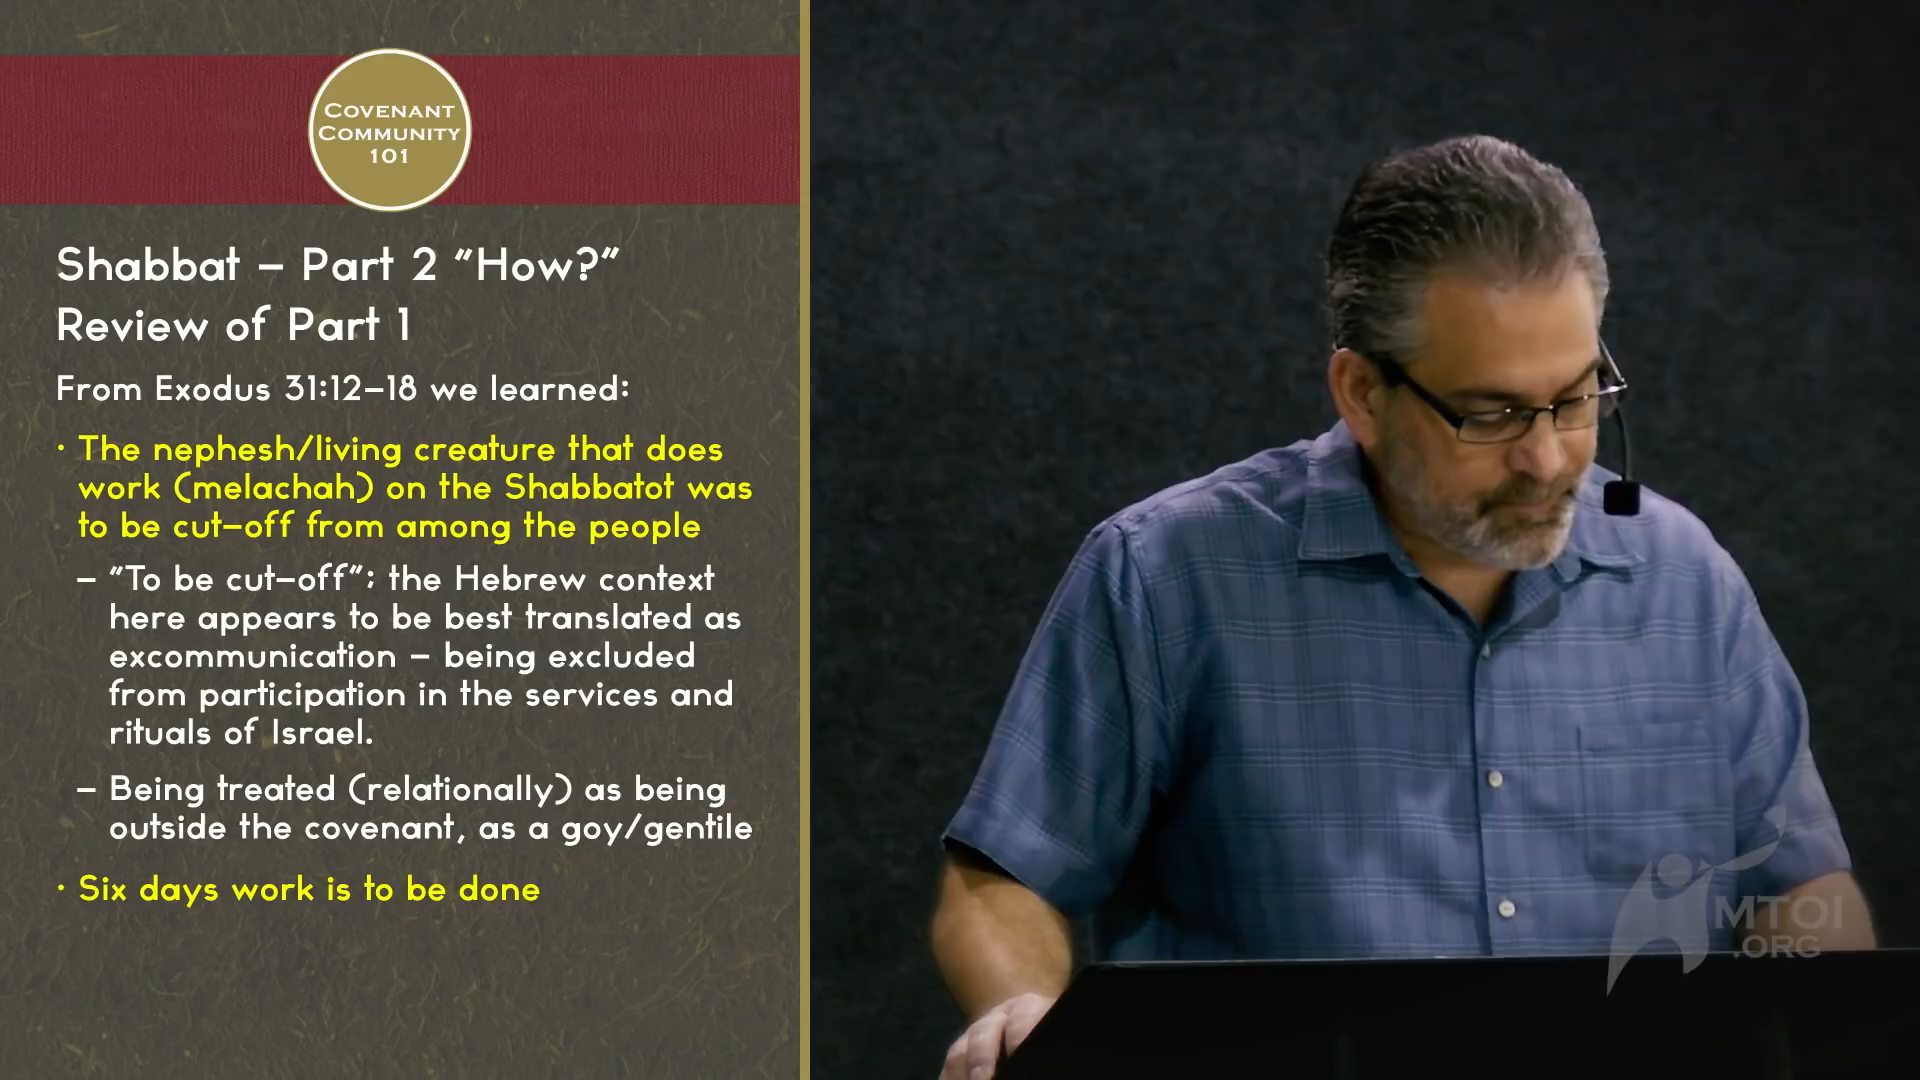 COVENANT
COMMUNITY
101
Shabbat – Part 2 “How?”
Review of Part 1
From Exodus 31:12–18 we learned:
· The nephesh/living creature that does
work (melachah) on the Shabbatot was
to be cut–off from among the people
– “To be cut–off”; the Hebrew context
here appears to be best translated as
excommunication – being excluded
from participation in the services and
rituals of Israel.
– Being treated (relationally) as being
outside the covenant, as a goy/gentile
· Six days work is to be done
MTOI
.ORG